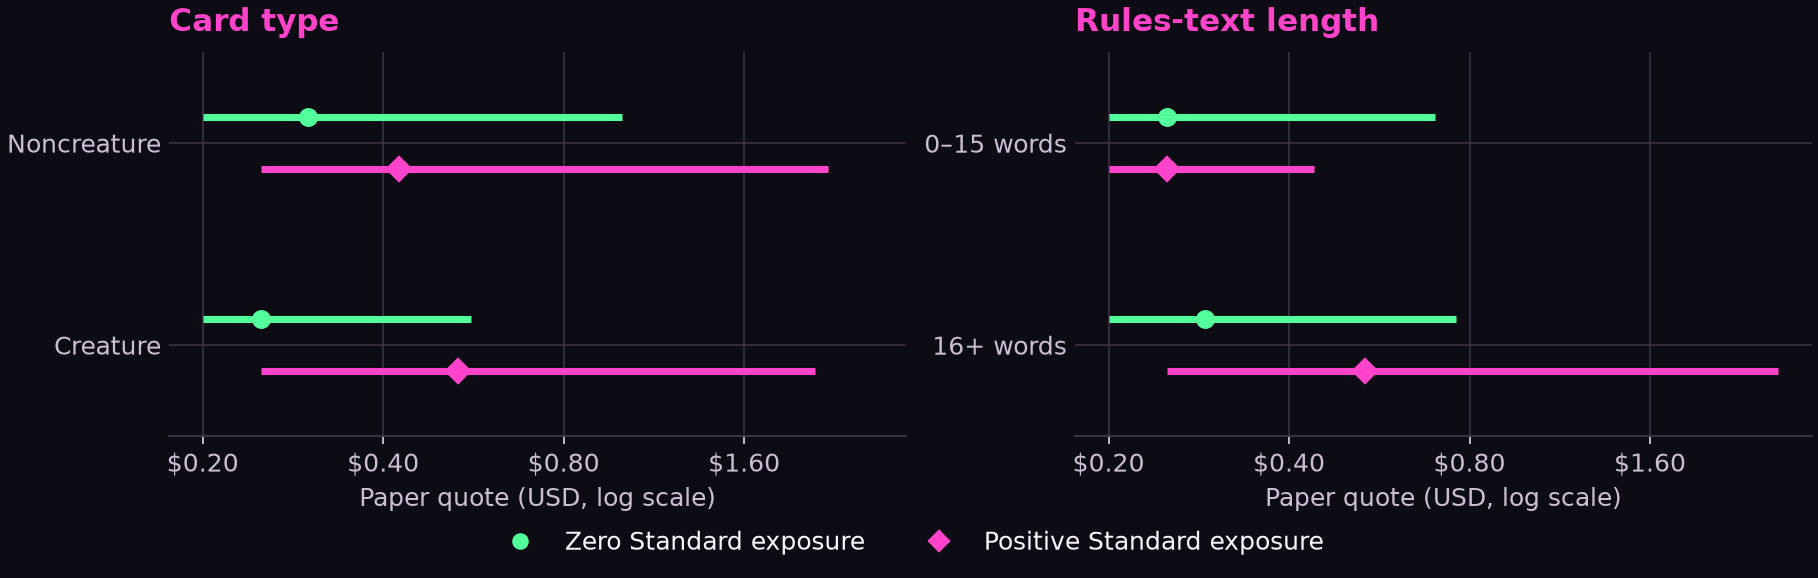 Card type
Noncreature
Creature
$0.20 $0.40 $0.80 $1.60
Paper quote (USD, log scale)
Rules-text length
0–15 words
16+ words
$0.20 $0.40 $0.80 $1.60
Paper quote (USD, log scale)
Zero Standard exposure Positive Standard exposure